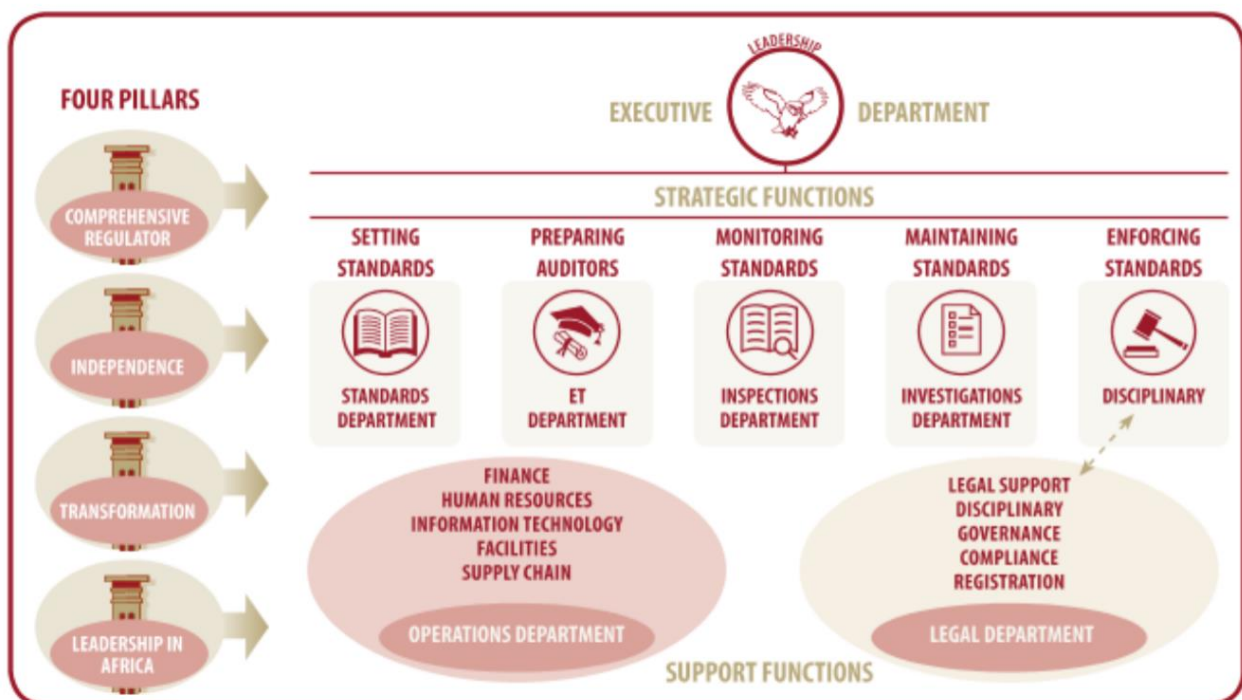 FOUR PILLARS
COMPREHENSIVE
REGULATOR
INDEPENDENCE
TRANSFORMATION
LEADERSHIP IN
AFRICA
LEADERSHIP
EXECUTIVE DEPARTMENT
STRATEGIC FUNCTIONS
SETTING
STANDARDS
STANDARDS
DEPARTMENT
PREPARING
AUDITORS
ET
DEPARTMENT
MONITORING
STANDARDS
INSPECTIONS
DEPARTMENT
MAINTAINING
STANDARDS
INVESTIGATIONS
DEPARTMENT
ENFORCING
STANDARDS
DISCIPLINARY
FINANCE
HUMAN RESOURCES
INFORMATION TECHNOLOGY
FACILITIES
SUPPLY CHAIN
OPERATIONS DEPARTMENT
LEGAL SUPPORT
DISCIPLINARY
GOVERNANCE
COMPLIANCE
REGISTRATION
LEGAL DEPARTMENT
SUPPORT FUNCTIONS